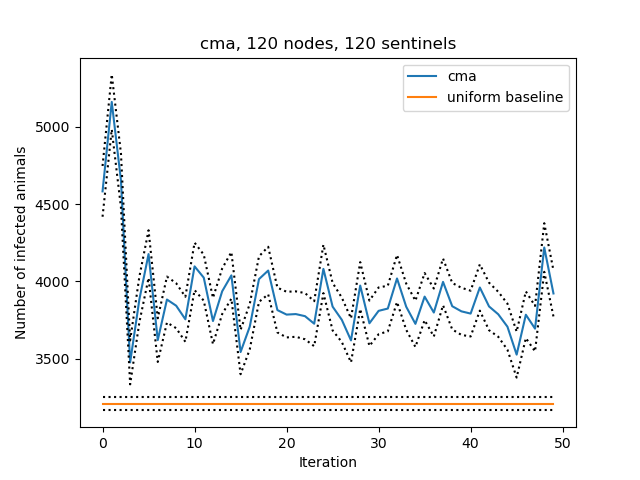 cma, 120 nodes, 120 sentinels
cma
uniform baseline
Number of infected animals
5000
4500
4000
3500
0 10 20 30 40 50
Iteration